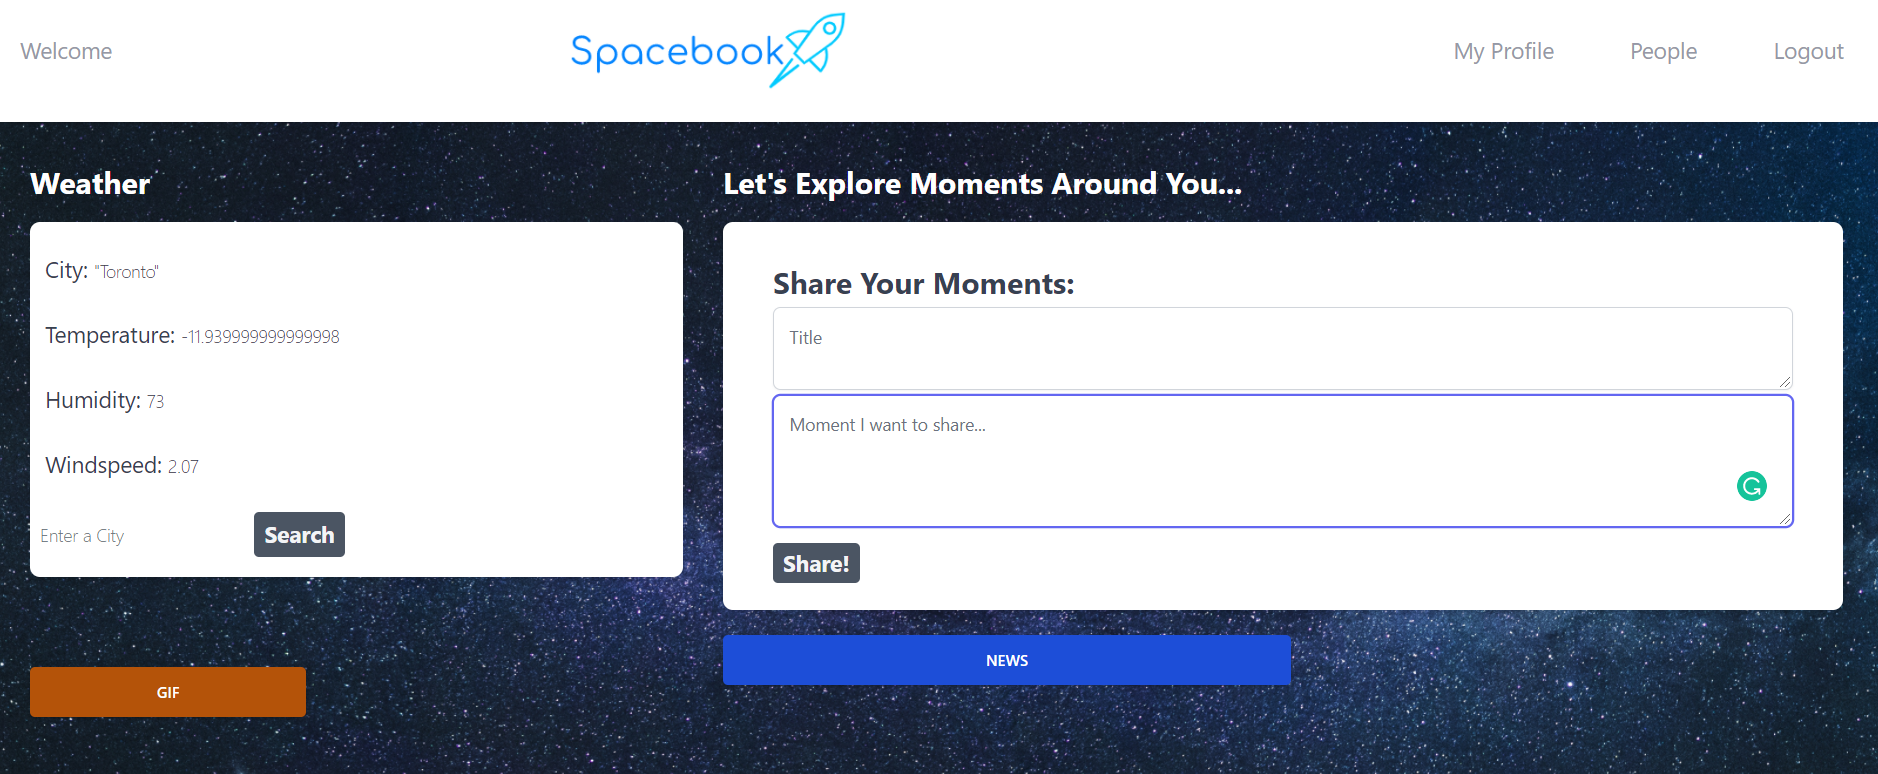 Welcome
Spacebook
My Profile
People
Logout
Weather
City: "Toronto"
Temperature: -11.939999999999998
Humidity: 73
Windspeed: 2.07
Enter a City
Search
GIF
Let's Explore Moments Around You...
Share Your Moments:
Title
Moment I want to share...
Share!
NEWS